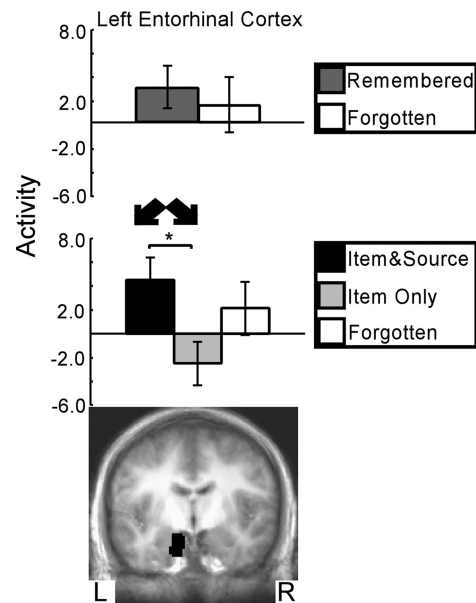 Left Entorhinal Cortex
8.0
2.0
-2.0
-6.0
Remembered
Forgotten
Activity
*
8.0
2.0
-2.0
-6.0
Item&Source
Item Only
Forgotten
L R